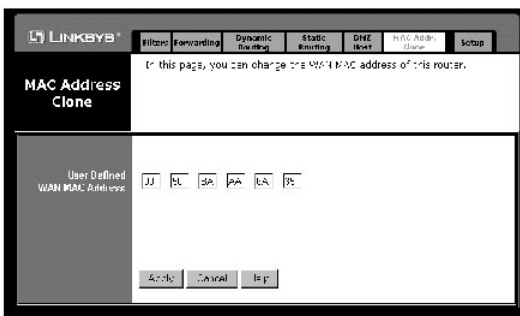 LINKSYS®
Filters Forwarding Dynamic Routing Static Routing DMZ Host MAC Addr. Clone Setup
MAC Address Clone
In this page, you can change the WAN MAC address of this router.
User Defined WAN MAC Address
BA AA
Apply Cancel Help